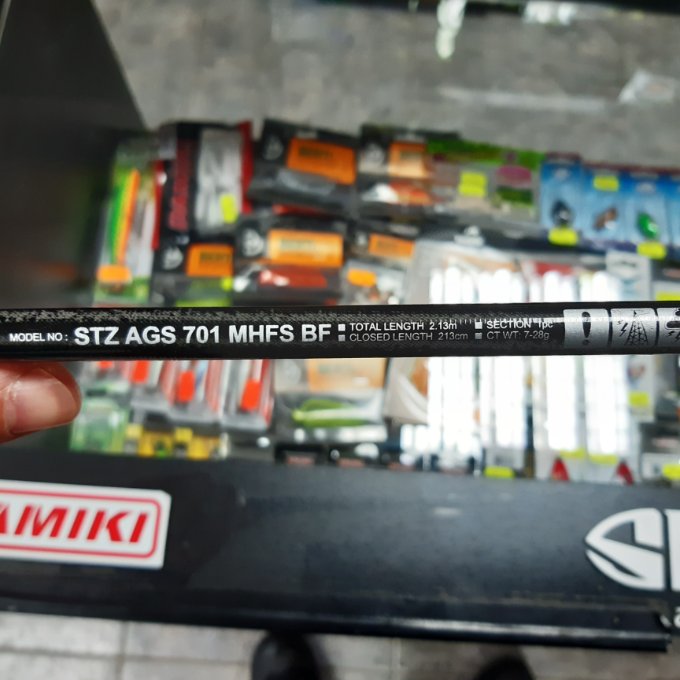 MODEL NO : STZ AGS 701 MHFS BF
TOTAL LENGTH 2.13m
CLOSED LENGTH 213cm
SECTION 1pc
CT WT: 7-28g
AMIKI